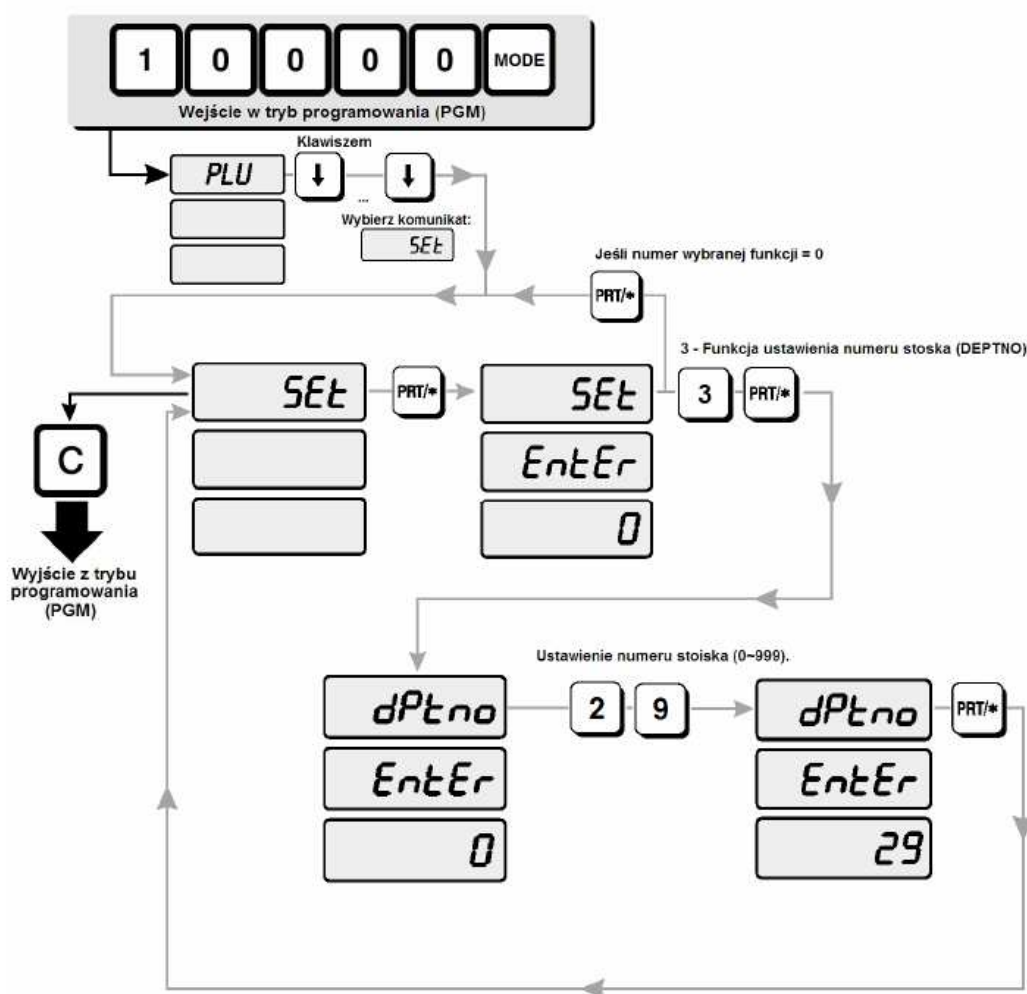 1 0 0 0 0 MODE
Wejście w tryb programowania (PGM)
Klawiszem
PLU ↓ ... ↓
Wybierz komunikat:
SEt
Jeśli numer wybranej funkcji = 0
PRT/*
3 - Funkcja ustawienia numeru stoska (DEPTNO)
SEt PRT/* SEt 3 PRT/*
C
EntEr
0
Wyjście z trybu
programowania
(PGM)
Ustawienie numeru stoiska (0~999).
dPtno 2 9 dPtno PRT/*
EntEr EntEr
0 29